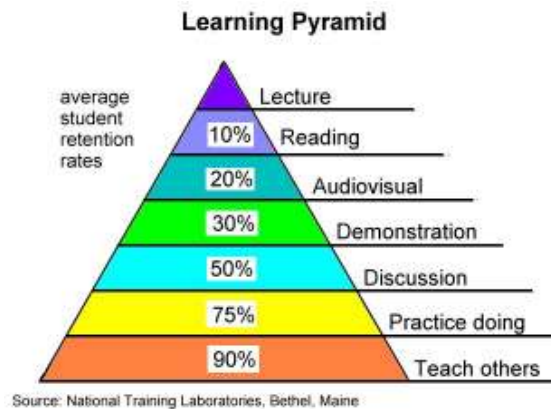 Learning Pyramid
average
student
retention
rates
Lecture
10% Reading
20% Audiovisual
30% Demonstration
50% Discussion
75% Practice doing
90% Teach others
Source: National Training Laboratories, Bethel, Maine